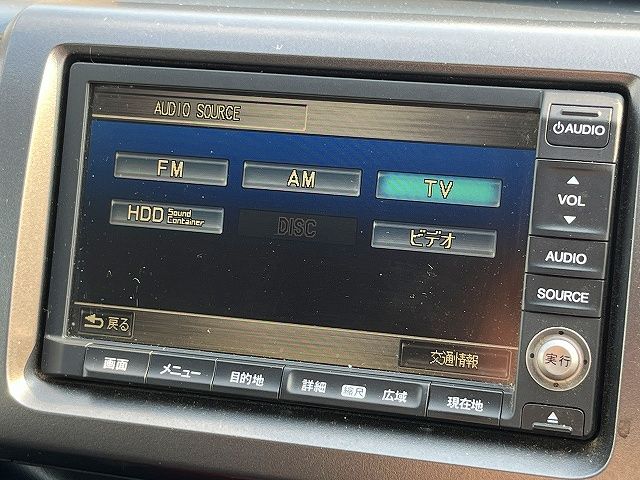 AUDIO SOURCE
FM
AM
TV
HDD Sound Container
DISC
ビデオ
戻る
交通情報
AUDIO
VOL
AUDIO
SOURCE
実行
画面
メニュー
目的地
詳細 縮尺 広域
現在地